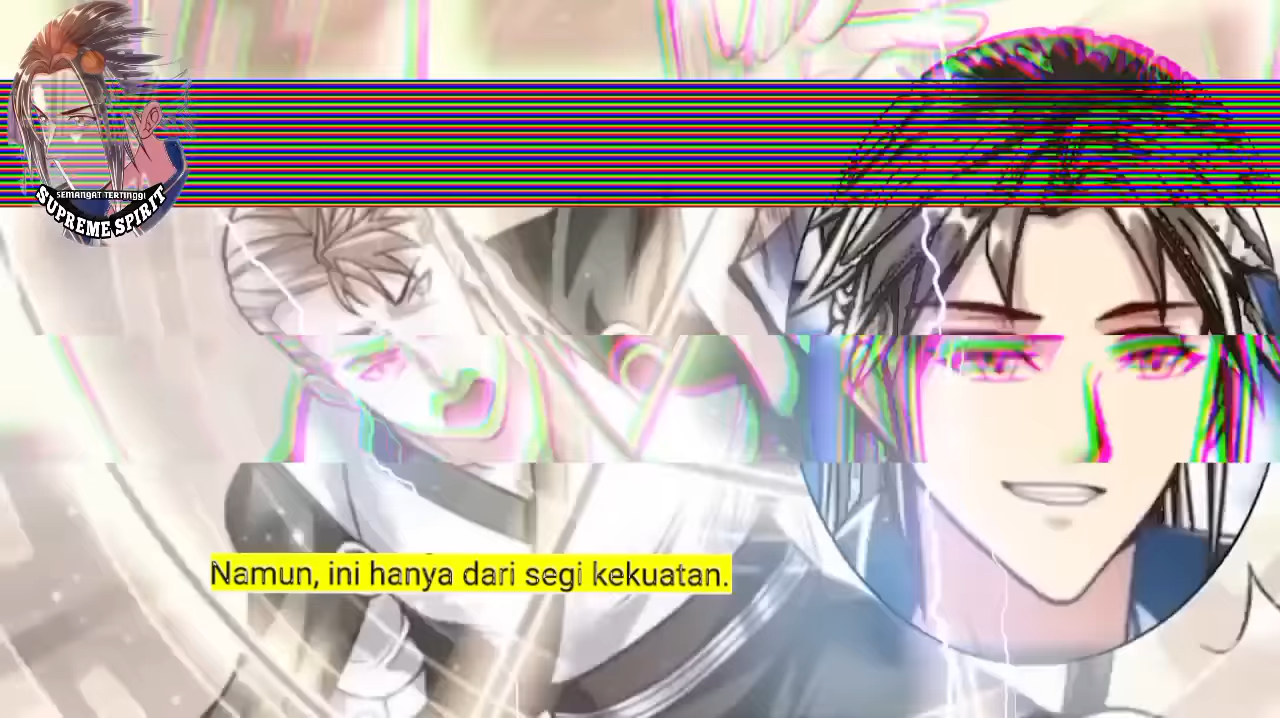 SEMANGAT TERTINGGI
SUPREME SPIRIT
Namun, ini hanya dari segi kekuatan.